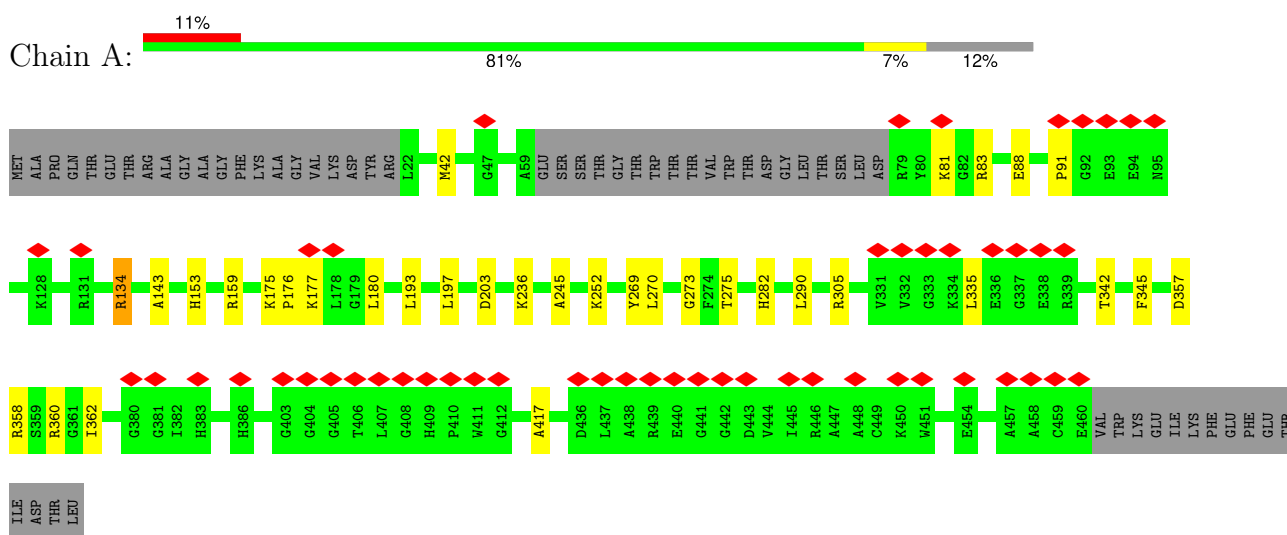 11%
Chain A:
81% 7% 12%
MET ALA PRO GLN THR GLU THR ARG ALA GLY ALA GLY PHE LYS ALA GLY VAL LYS ASP TYR ARG L22 M42 G47 A59 GLU SER SER THR GLY THR TRP THR THR VAL TRP THR ASP GLY LEU THR SER LEU ASP R79 Y80 K81 G82 R83 E88 P91 G92 E93 E94 N95
K128 R131 R134 A143 H153 R159 K175 P176 K177 L178 G179 L180 L193 L197 D203 K236 A245 K252 Y269 L270 G273 F274 T275 H282 L290 R305 V331 V332 G333 K334 L335 E336 G337 E338 R339 T342 F345 D357
R358 S359 R360 G361 I362 G380 G381 I382 H383 H386 G403 G404 G405 T406 L407 G408 H409 P410 W411 G412 A417 D436 L437 A438 R439 E440 G441 G442 D443 V444 I445 R446 A447 A448 C449 K450 W451 E454 A457 A458 C459 E460 VAL TRP LYS GLU ILE LYS PHE GLU PHE GLU THR
ILE ASP THR LEU